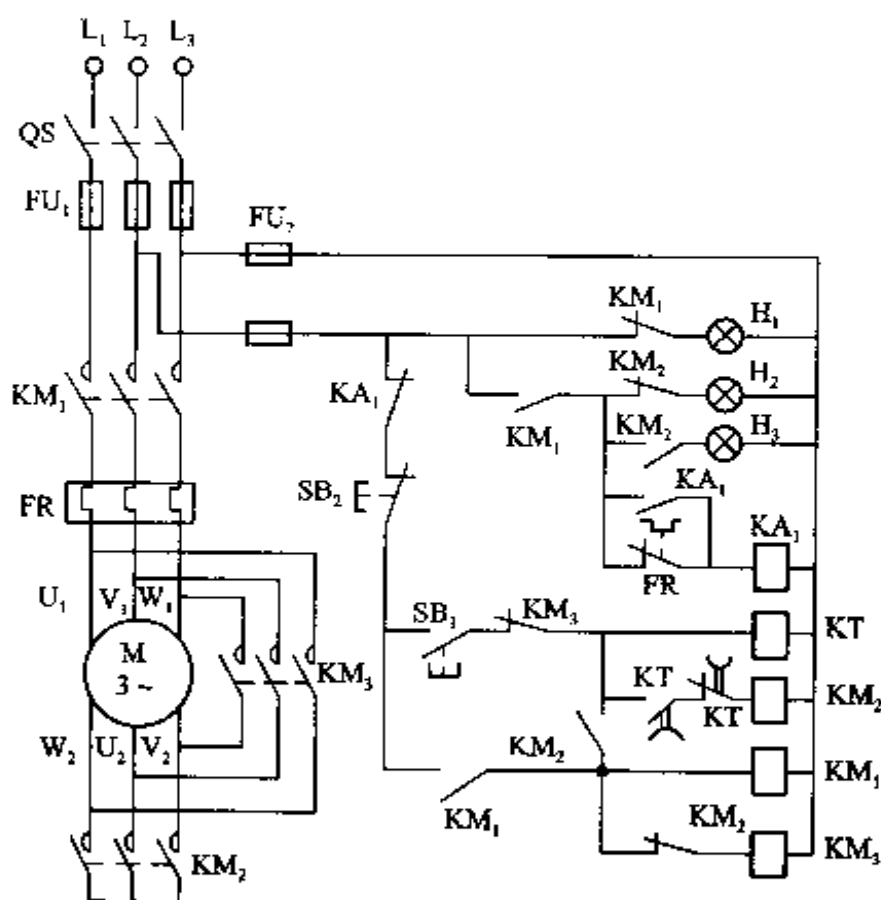 L₁ L₂ L₃
QS
FU₁
FU₂
KM₁ H₁
KA₁ KM₂ H₂
KM₁
KM₁ KM₂ H₃
SB₂ KA₁
FR KA₁
FR
U₁ V₁ W₁ SB₁ KM₃ KT
M
3 ~ KM₃ KT KT KM₂
W₂ U₂ V₂ KM₂ KM₁
KM₁
KM₂ KM₂ KM₃